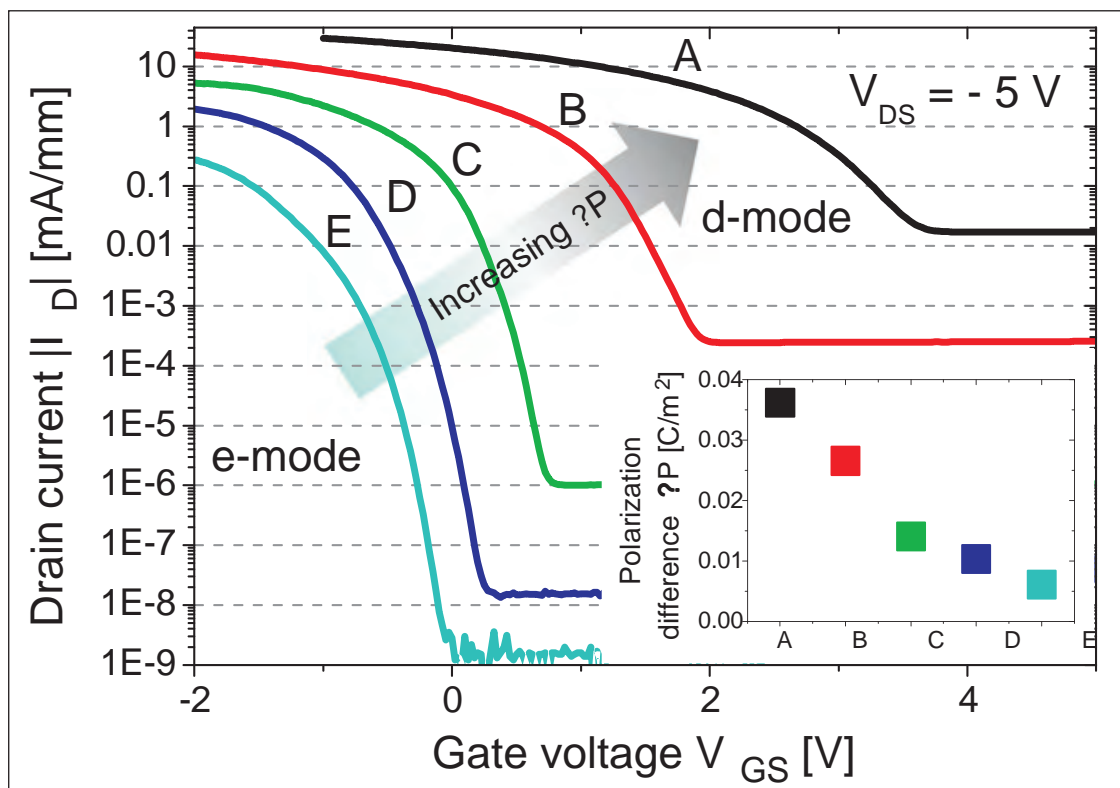 Drain current |I D| [mA/mm]
10
1
0.1
0.01
1E-3
1E-4
1E-5
1E-6
1E-7
1E-8
1E-9
A
B
C
D
E
V DS = - 5 V
d-mode
Increasing ?P
e-mode
Polarization
difference ?P [C/m²]
0.04
0.03
0.02
0.01
0.00
A B C D E
-2 0 2 4
Gate voltage V GS [V]